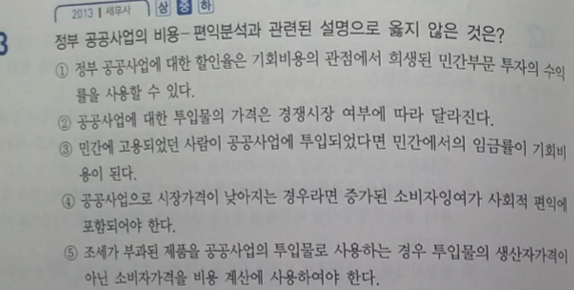 2013 | 세무사 상 중 하
3 정부 공공사업의 비용-편익분석과 관련된 설명으로 옳지 않은 것은?
① 정부 공공사업에 대한 할인율은 기회비용의 관점에서 희생된 민간부문 투자의 수익
률을 사용할 수 있다.
② 공공사업에 대한 투입물의 가격은 경쟁시장 여부에 따라 달라진다.
③ 민간에 고용되었던 사람이 공공사업에 투입되었다면 민간에서의 임금률이 기회비
용이 된다.
④ 공공사업으로 시장가격이 낮아지는 경우라면 증가된 소비자잉여가 사회적 편익에
포함되어야 한다.
⑤ 조세가 부과된 제품을 공공사업의 투입물로 사용하는 경우 투입물의 생산자가격이
아닌 소비자가격을 비용 계산에 사용하여야 한다.